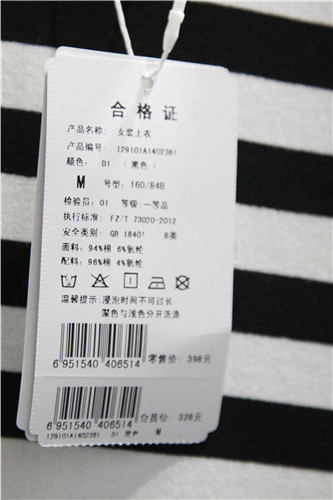 合格证
产品名称: 女装上衣
产品编号: 129101A1402381
颜色: D1 (黑色)
M 号型: 160/84B
检验员: 01 等级: 一等品
执行标准: FZ/T 73020-2012
安全类别: GB 18401 B类
面料: 94%棉 6%氨纶
配料: 96%棉 4%氨纶
温馨提示: 浸泡时间不可过长
深色与浅色分开洗涤
零售价: 398元
6 951540 406514
会员价: 328元
6 951540 406514
129101A1402381 D1 黑色 M